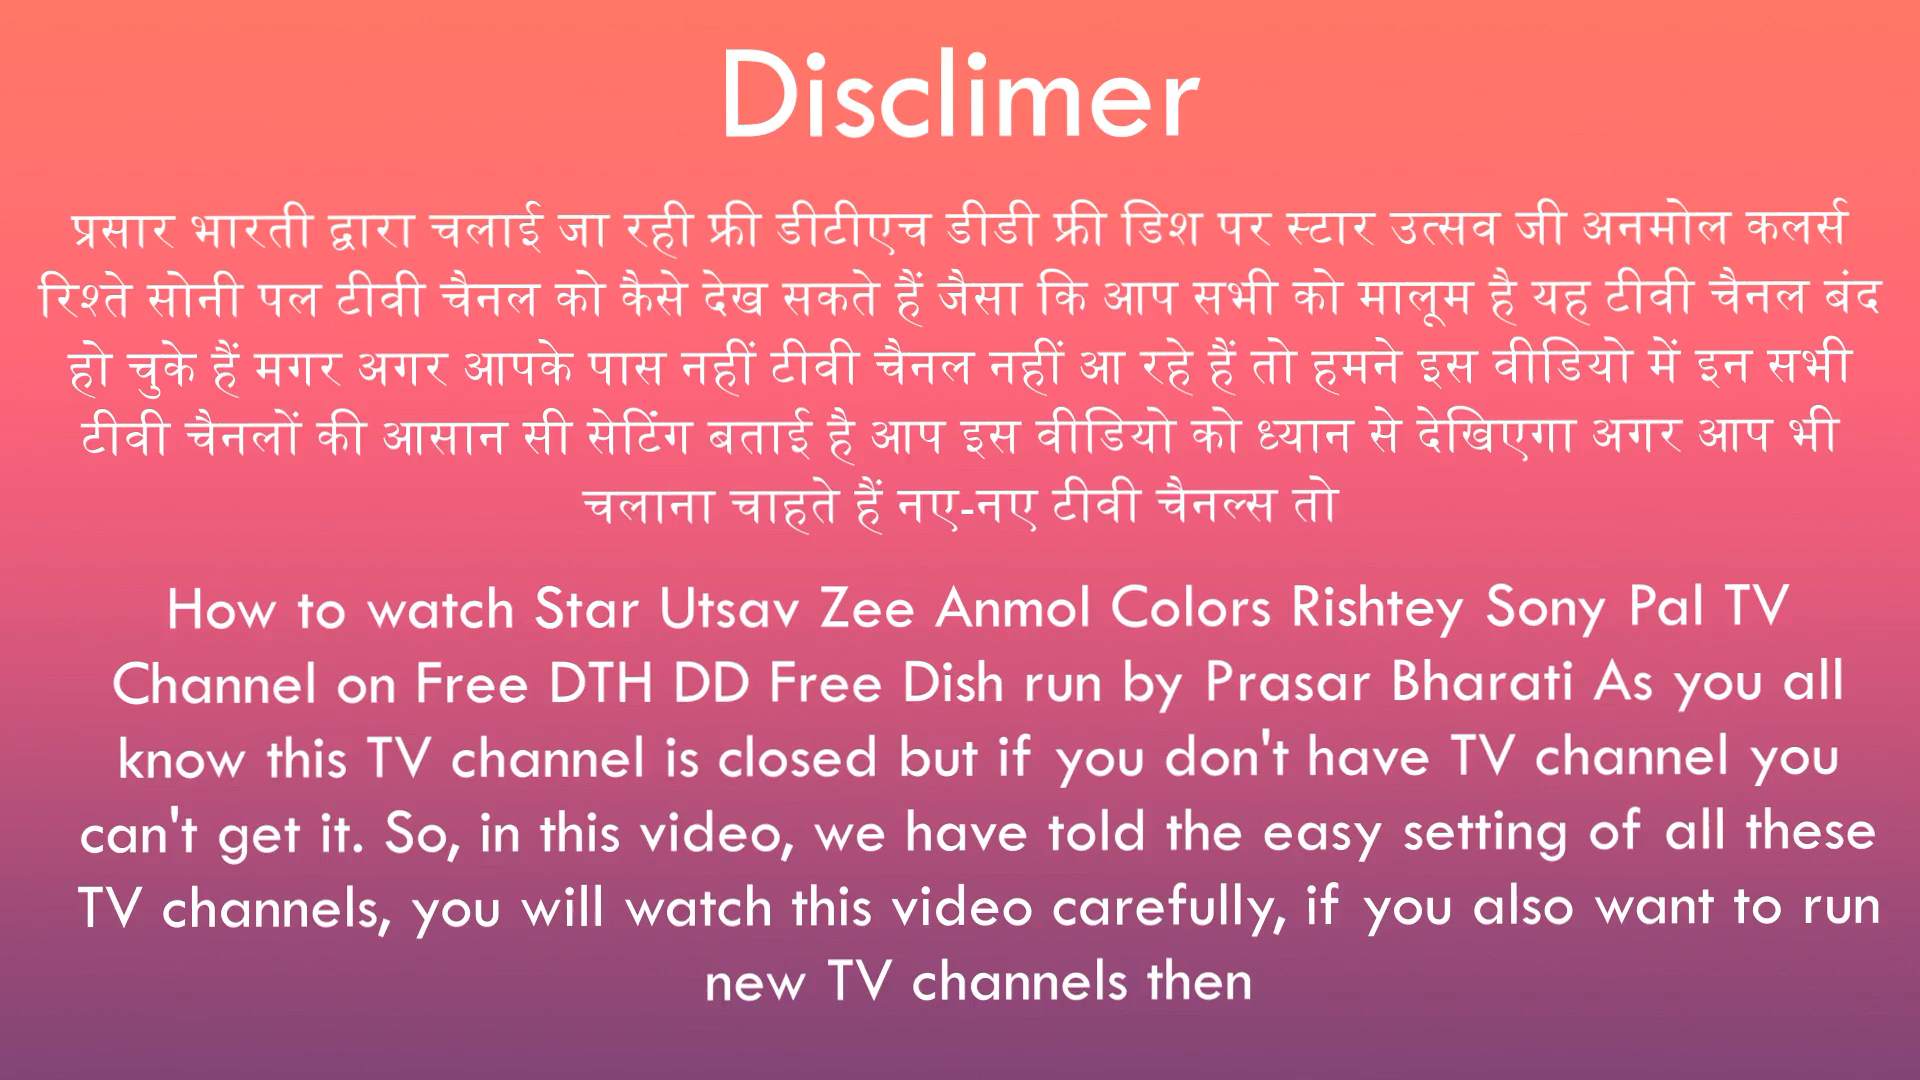 Disclimer
प्रसार भारती द्वारा चलाई जा रही फ्री डीटीएच डीडी फ्री डिश पर स्टार उत्सव जी अनमोल कलर्स
रिश्ते सोनी पल टीवी चैनल को कैसे देख सकते हैं जैसा कि आप सभी को मालूम है यह टीवी चैनल बंद
हो चुके हैं मगर अगर आपके पास नहीं टीवी चैनल नहीं आ रहे हैं तो हमने इस वीडियो में इन सभी
टीवी चैनलों की आसान सी सेटिंग बताई है आप इस वीडियो को ध्यान से देखिएगा अगर आप भी
चलाना चाहते हैं नए-नए टीवी चैनल्स तो
How to watch Star Utsav Zee Anmol Colors Rishtey Sony Pal TV
Channel on Free DTH DD Free Dish run by Prasar Bharati As you all
know this TV channel is closed but if you don't have TV channel you
can't get it. So, in this video, we have told the easy setting of all these
TV channels, you will watch this video carefully, if you also want to run
new TV channels then